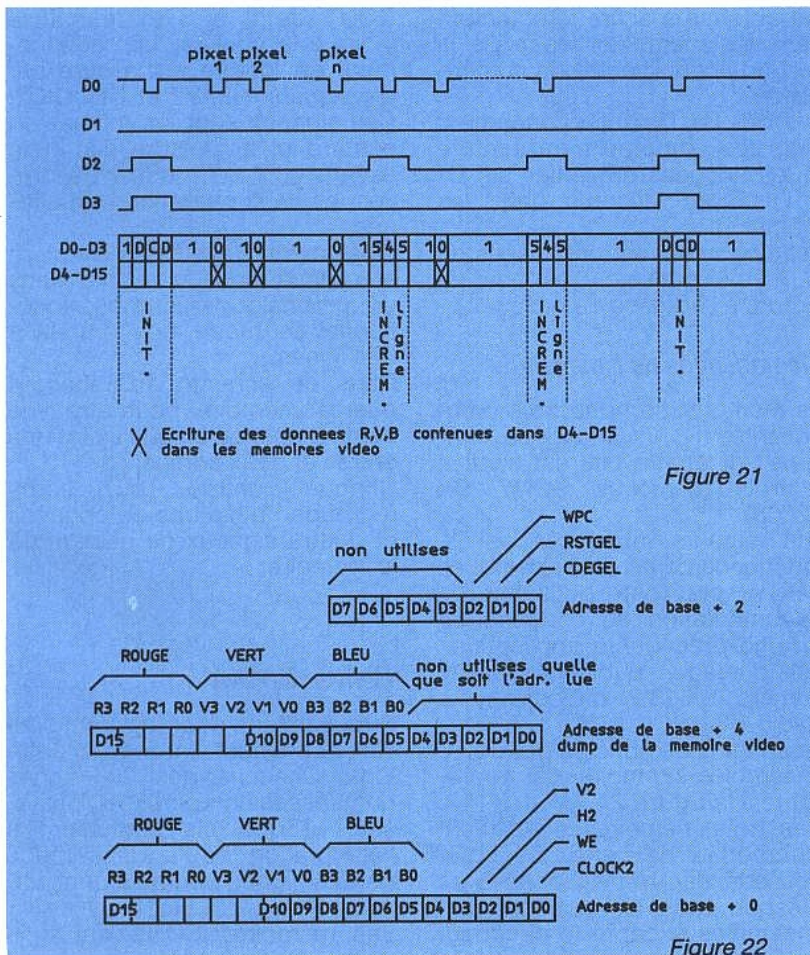 pixel pixel pixel
1 2 n
D0
D1
D2
D3
D0-D3 1 D C D 1 0 1 0 1 0 1 5 4 5 1 0 1 5 4 5 1 D C D 1
D4-D15
INIT.
INCREM.
Ligne
INCREM.
Ligne
INIT.
X Ecriture des donnees R,V,B contenues dans D4-D15
dans les memoires video
Figure 21
WPC
RSTGEL
CDEGEL
non utilises
D7 D6 D5 D4 D3 D2 D1 D0 Adresse de base + 2
ROUGE VERT BLEU non utilises quelle
que soit l'adr. lue
R3 R2 R1 R0 V3 V2 V1 V0 B3 B2 B1 B0
D15 D10 D9 D8 D7 D6 D5 D4 D3 D2 D1 D0 Adresse de base + 4
dump de la memoire video
V2
H2
WE
CLOCK2
ROUGE VERT BLEU
R3 R2 R1 R0 V3 V2 V1 V0 B3 B2 B1 B0
D15 D10 D9 D8 D7 D6 D5 D4 D3 D2 D1 D0 Adresse de base + 0
Figure 22